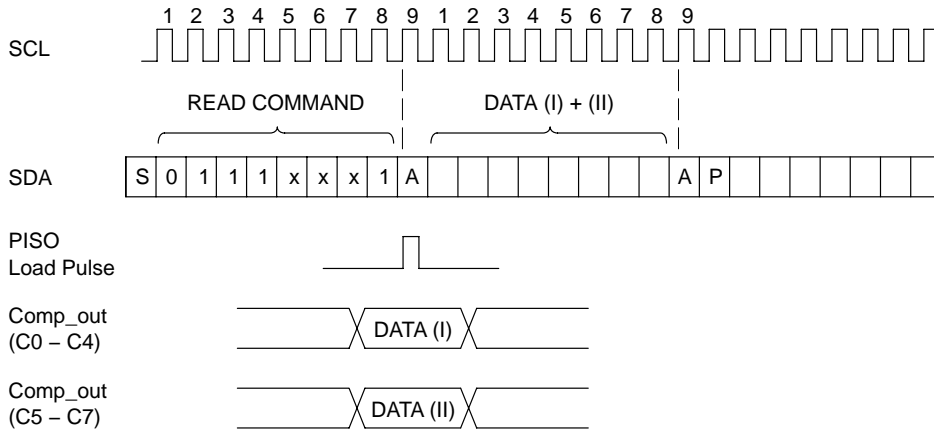 1 2 3 4 5 6 7 8 9 1 2 3 4 5 6 7 8 9
SCL
READ COMMAND DATA (I) + (II)
SDA S 0 1 1 1 x x x 1 A A P
PISO
Load Pulse
Comp_out
(C0 – C4)
DATA (I)
Comp_out
(C5 – C7)
DATA (II)